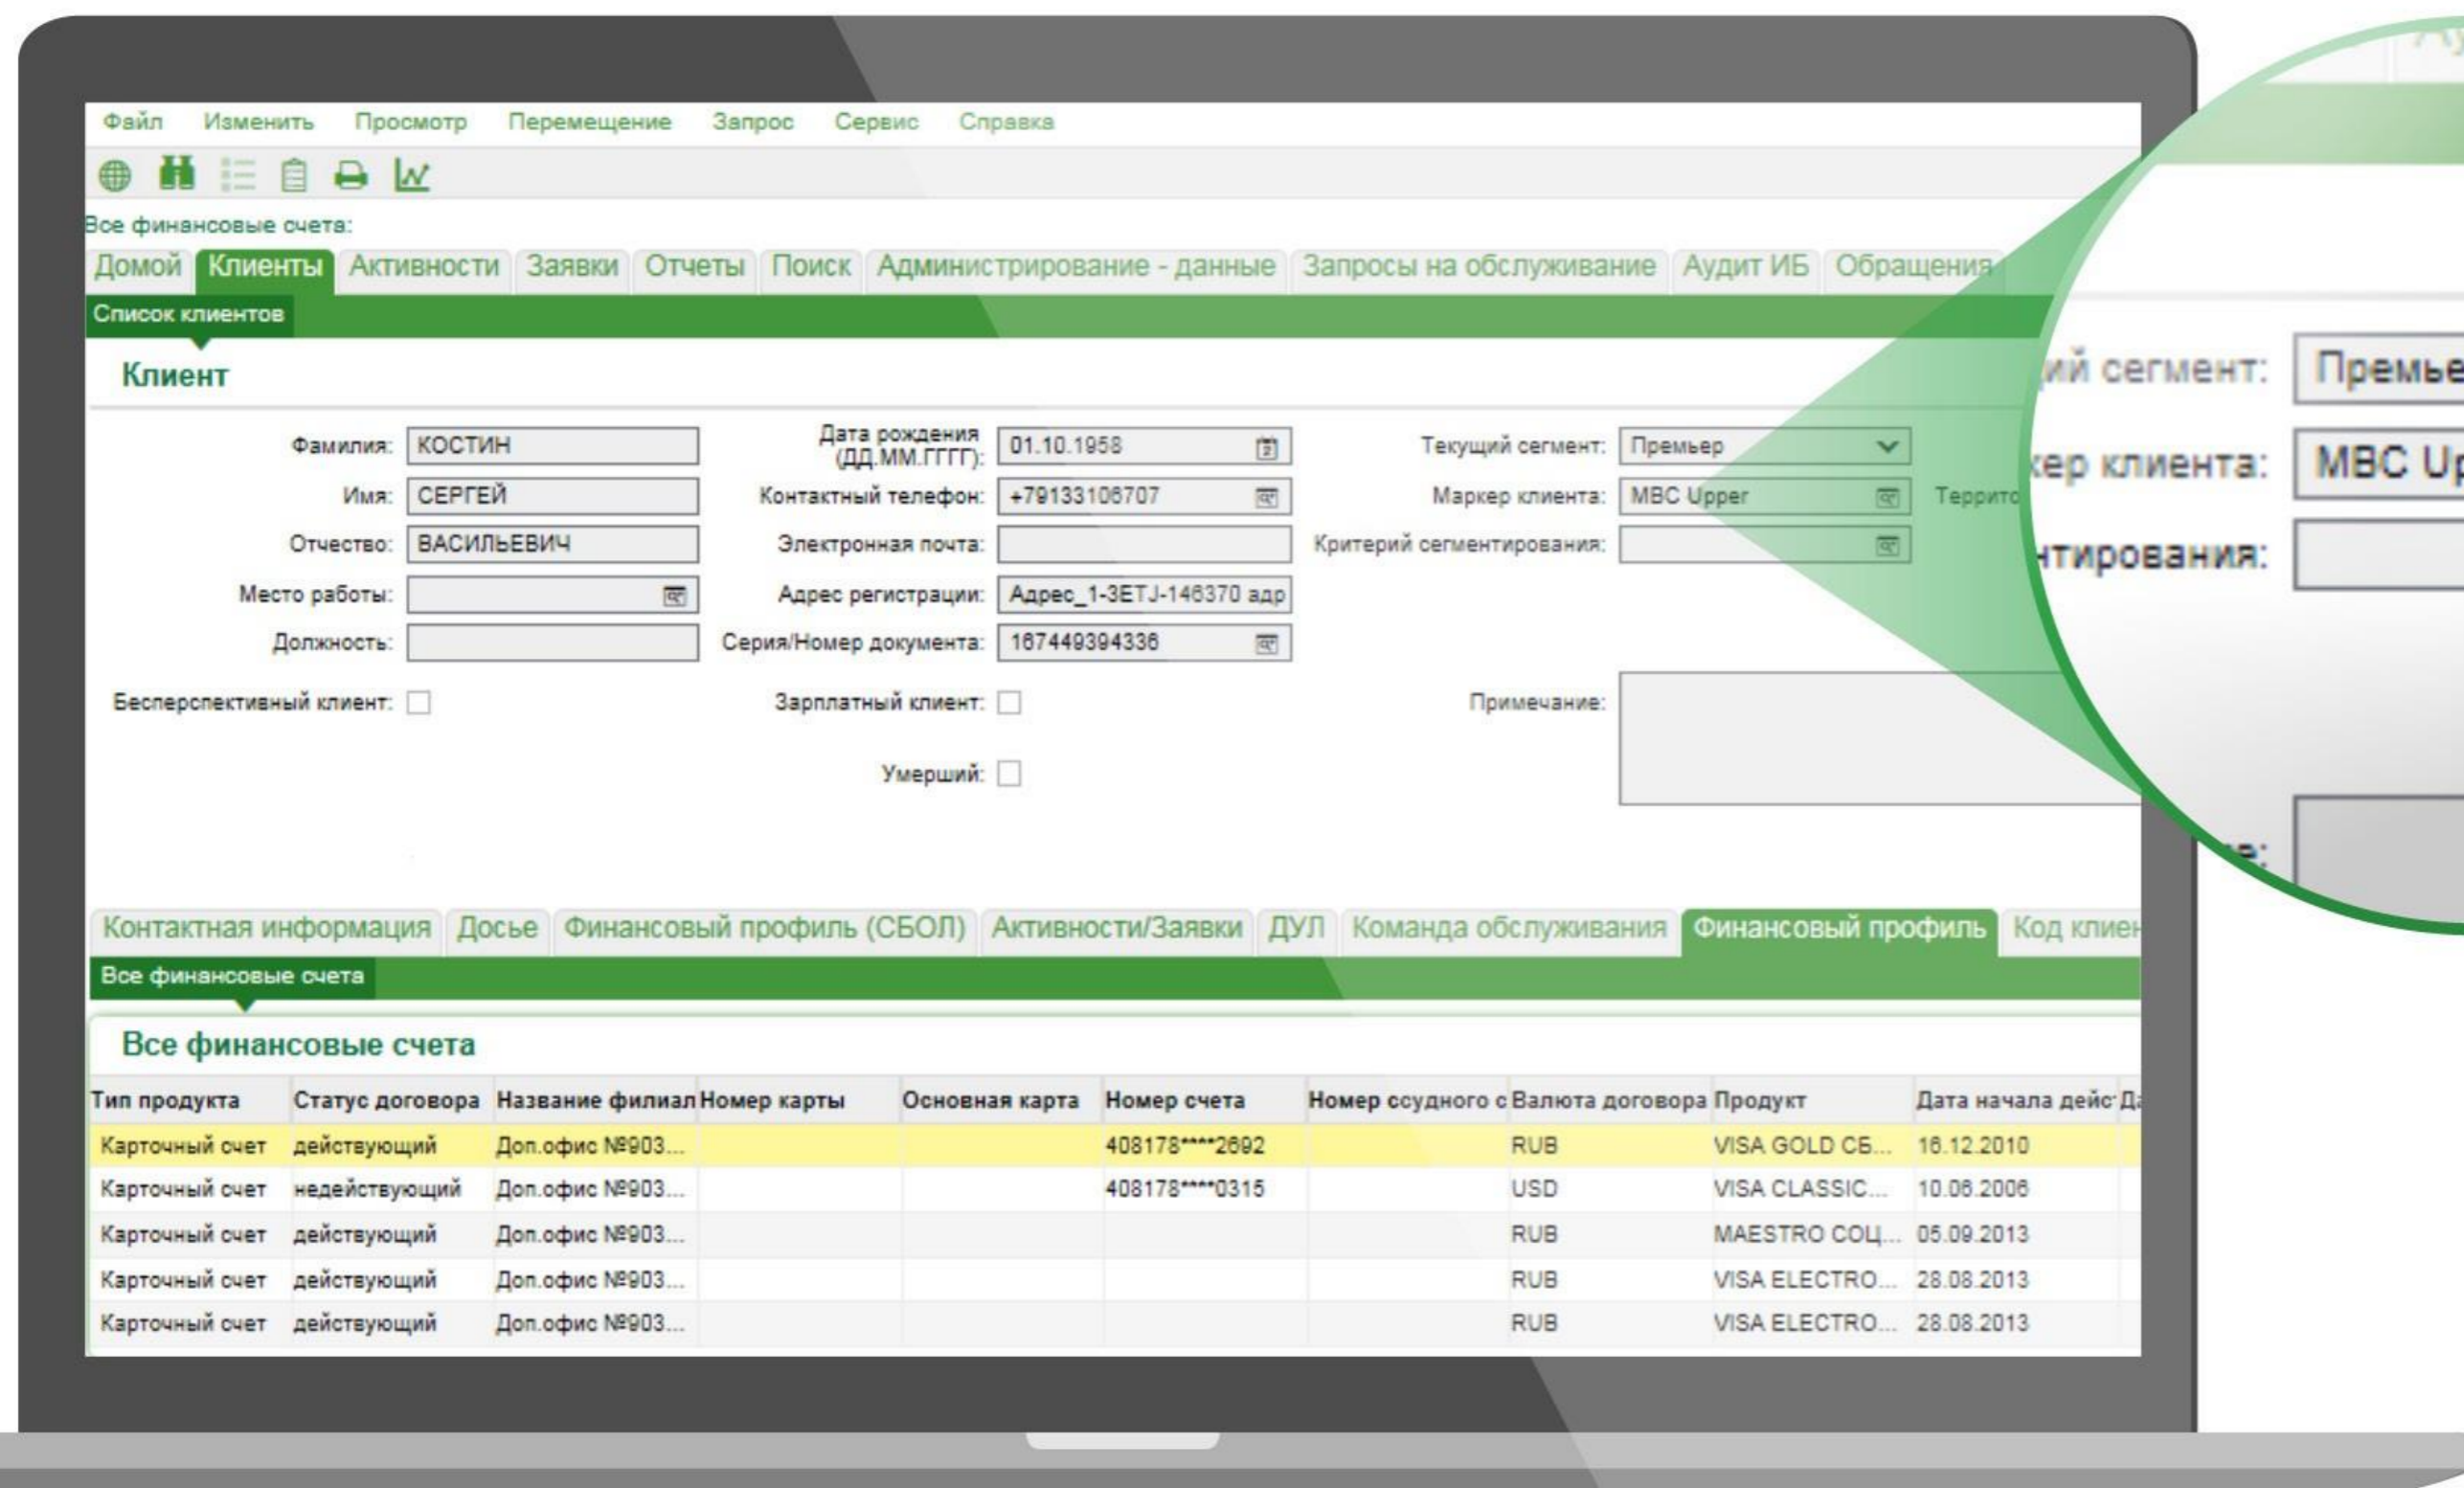 Файл Изменить Просмотр Перемещение Запрос Сервис Справка
Все финансовые счета:
Домой Клиенты Активности Заявки Отчеты Поиск Администрирование - данные Запросы на обслуживание Аудит ИБ Обращения
Список клиентов
Клиент
Фамилия: КОСТИН Дата рождения (ДД.ММ.ГГГГ): 01.10.1958 Текущий сегмент: Премьер
Имя: СЕРГЕЙ Контактный телефон: +79133106707 Маркер клиента: MBC Upper Террито
Отчество: ВАСИЛЬЕВИЧ Электронная почта: Критерий сегментирования:
Место работы: Адрес регистрации: Адрес_1-3ETJ-146370 адр
Должность: Серия/Номер документа: 167449394336
Бесперспективный клиент: Зарплатный клиент: Примечание:
Умерший:
ий сегмент: Премье
кер клиента: MBC Up
нтирования:
Контактная информация Досье Финансовый профиль (СБОЛ) Активности/Заявки ДУЛ Команда обслуживания Финансовый профиль Код клиен
Все финансовые счета
Все финансовые счета
Тип продукта Статус договора Название филиал Номер карты Основная карта Номер счета Номер ссудного с Валюта договора Продукт Дата начала дейс Да
Карточный счет действующий Доп.офис №903... 408178****2692 RUB VISA GOLD СБ... 16.12.2010
Карточный счет недействующий Доп.офис №903... 408178****0315 USD VISA CLASSIC... 10.06.2006
Карточный счет действующий Доп.офис №903... RUB MAESTRO СОЦ... 05.09.2013
Карточный счет действующий Доп.офис №903... RUB VISA ELECTRO... 28.08.2013
Карточный счет действующий Доп.офис №903... RUB VISA ELECTRO... 28.08.2013